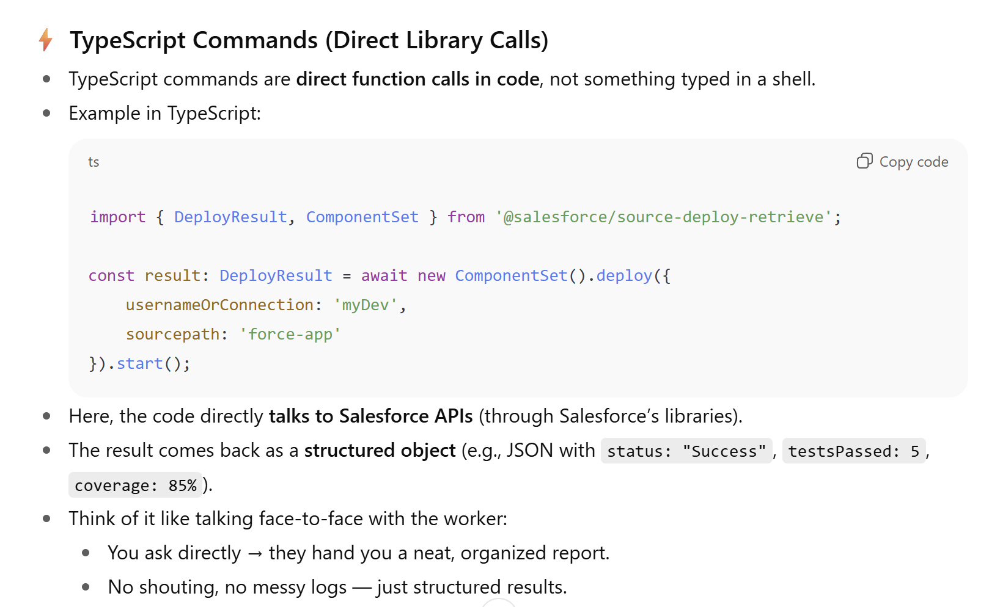 ⚡ TypeScript Commands (Direct Library Calls)
• TypeScript commands are direct function calls in code, not something typed in a shell.
• Example in TypeScript:
ts
Copy code
import { DeployResult, ComponentSet } from '@salesforce/source-deploy-retrieve';
const result: DeployResult = await new ComponentSet().deploy({
    usernameOrConnection: 'myDev',
    sourcepath: 'force-app'
}).start();
• Here, the code directly talks to Salesforce APIs (through Salesforce’s libraries).
• The result comes back as a structured object (e.g., JSON with status: "Success", testsPassed: 5,
coverage: 85%).
• Think of it like talking face-to-face with the worker:
• You ask directly → they hand you a neat, organized report.
• No shouting, no messy logs — just structured results.